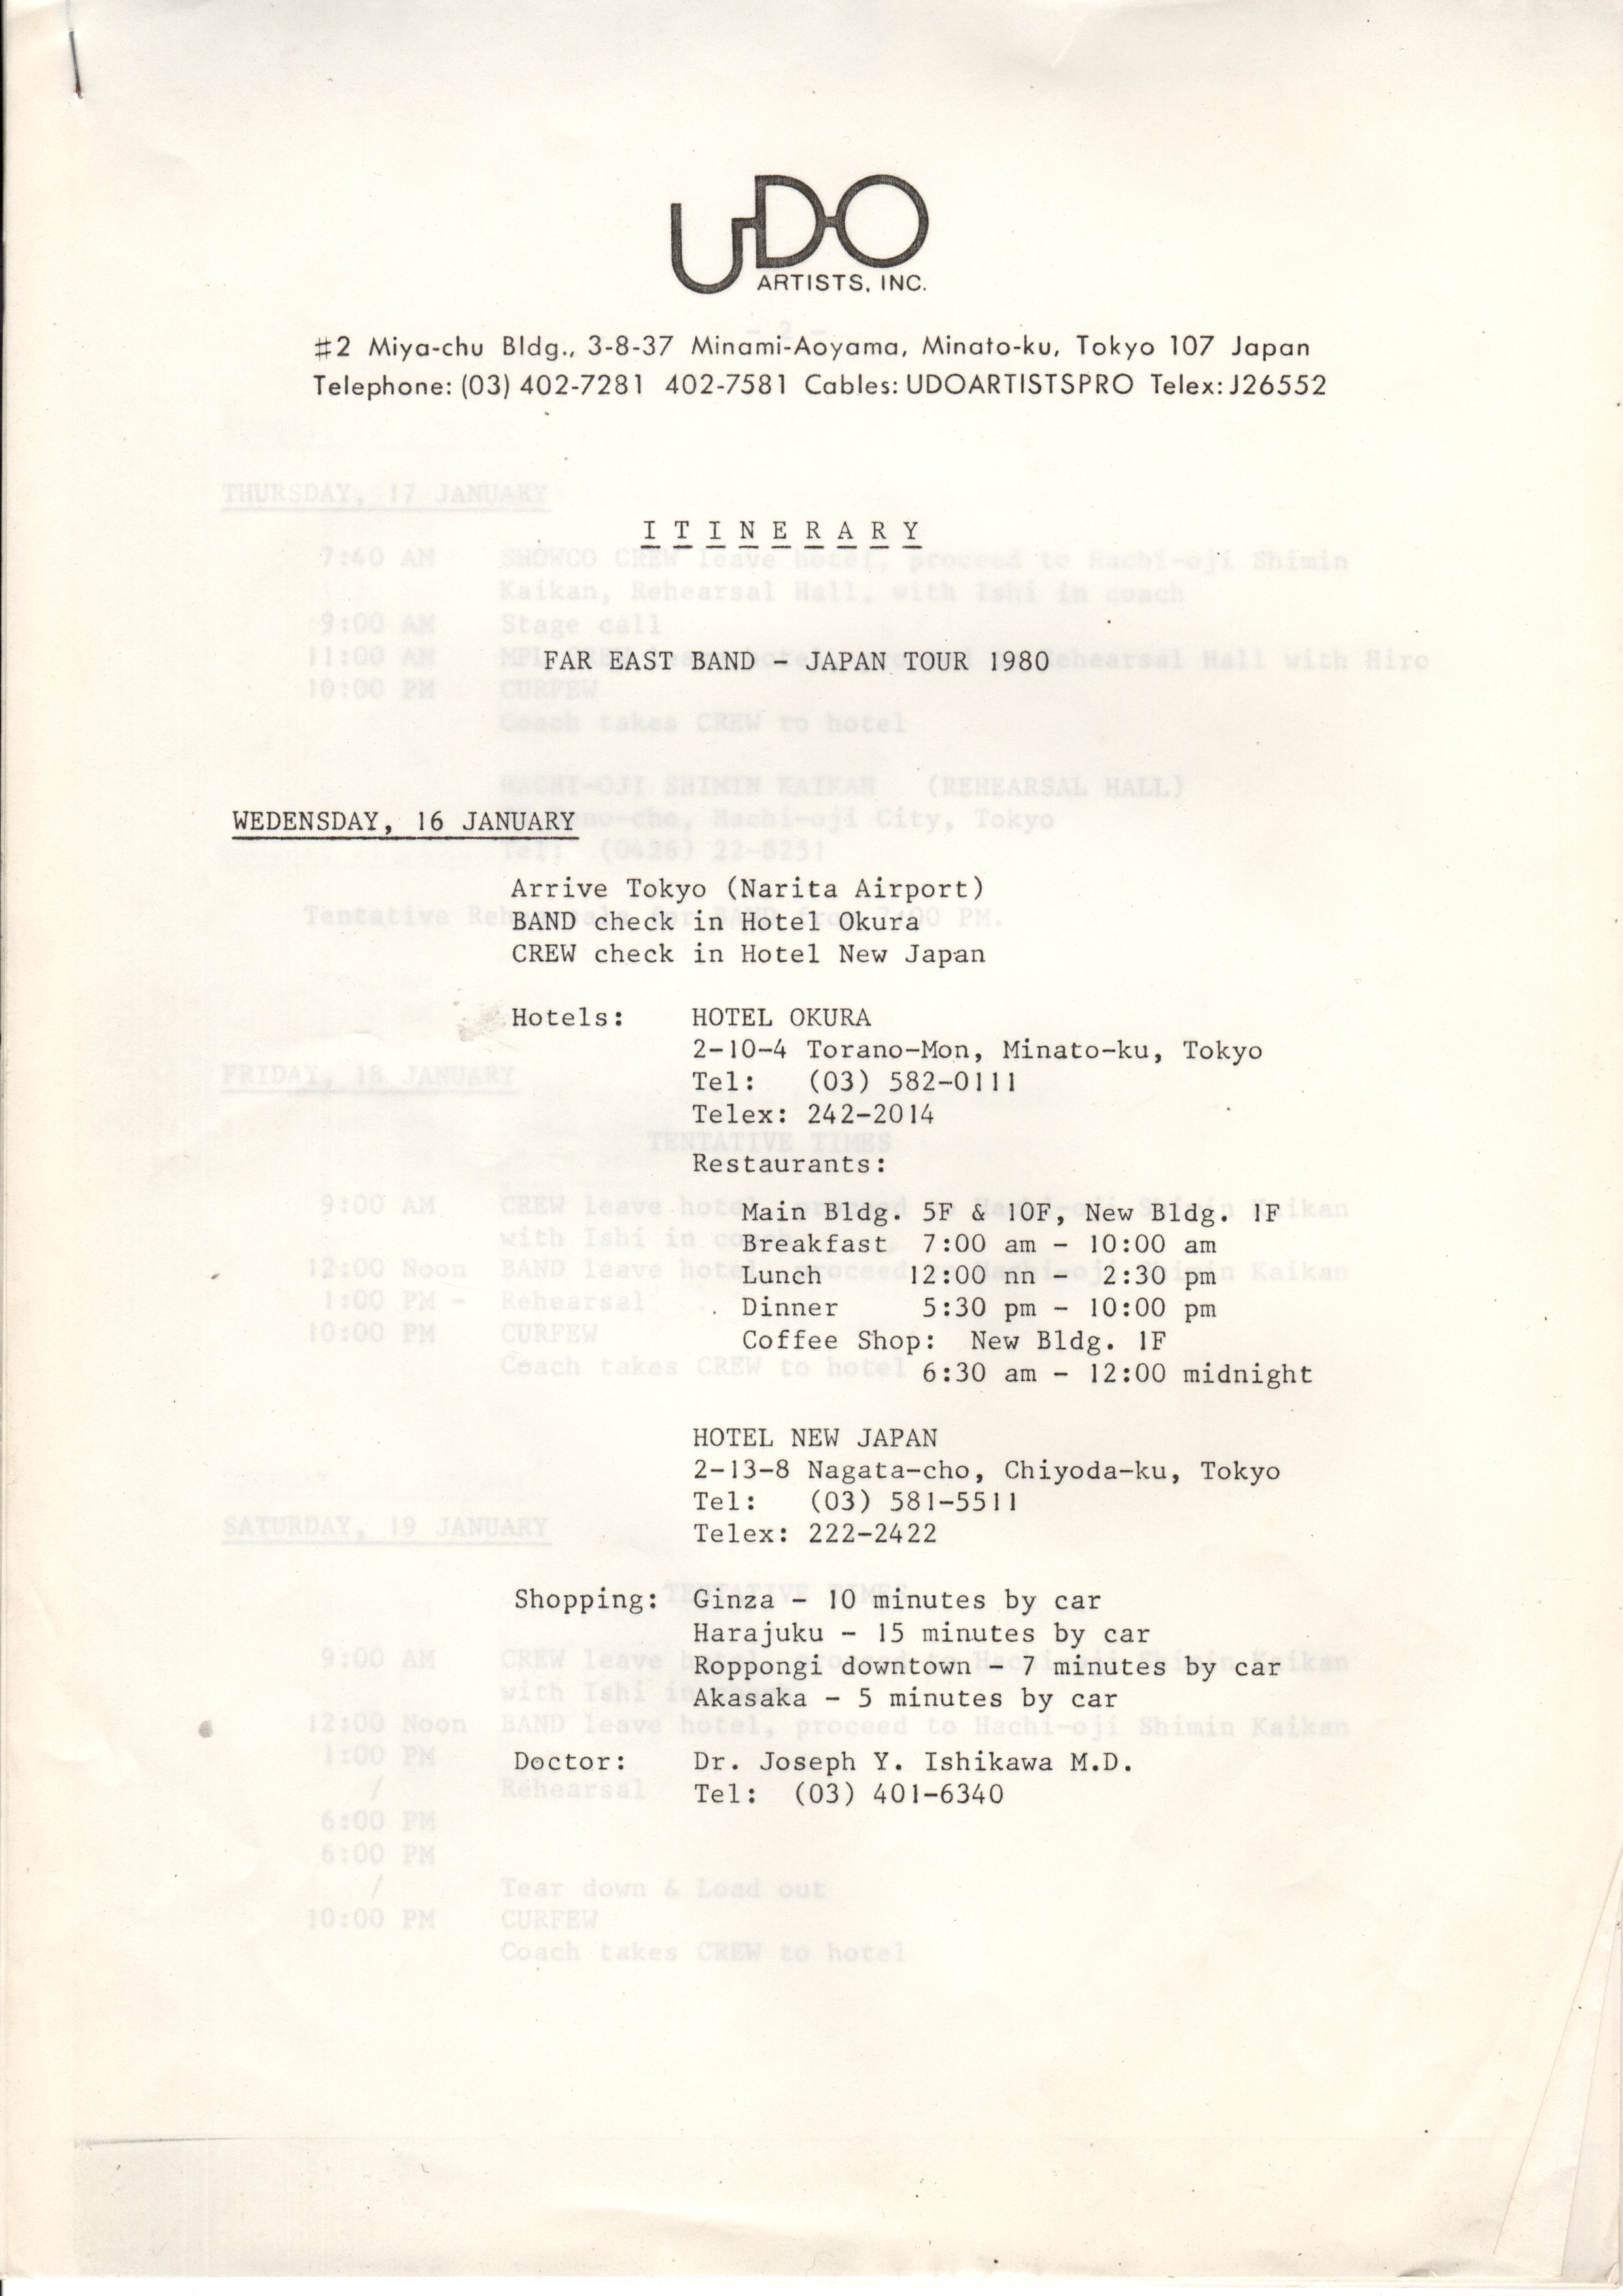 UDO
ARTISTS, INC.
#2 Miya-chu Bldg., 3-8-37 Minami-Aoyama, Minato-ku, Tokyo 107 Japan
Telephone: (03) 402-7281 402-7581 Cables: UDOARTISTSPRO Telex: J26552
I T I N E R A R Y
FAR EAST BAND - JAPAN TOUR 1980
WEDENSDAY, 16 JANUARY
Arrive Tokyo (Narita Airport)
BAND check in Hotel Okura
CREW check in Hotel New Japan
Hotels: HOTEL OKURA
2-10-4 Torano-Mon, Minato-ku, Tokyo
Tel: (03) 582-0111
Telex: 242-2014
Restaurants:
Main Bldg. 5F & 10F, New Bldg. 1F
Breakfast 7:00 am - 10:00 am
Lunch 12:00 nn - 2:30 pm
Dinner 5:30 pm - 10:00 pm
Coffee Shop: New Bldg. 1F
6:30 am - 12:00 midnight
HOTEL NEW JAPAN
2-13-8 Nagata-cho, Chiyoda-ku, Tokyo
Tel: (03) 581-5511
Telex: 222-2422
Shopping: Ginza - 10 minutes by car
Harajuku - 15 minutes by car
Roppongi downtown - 7 minutes by car
Akasaka - 5 minutes by car
Doctor: Dr. Joseph Y. Ishikawa M.D.
Tel: (03) 401-6340